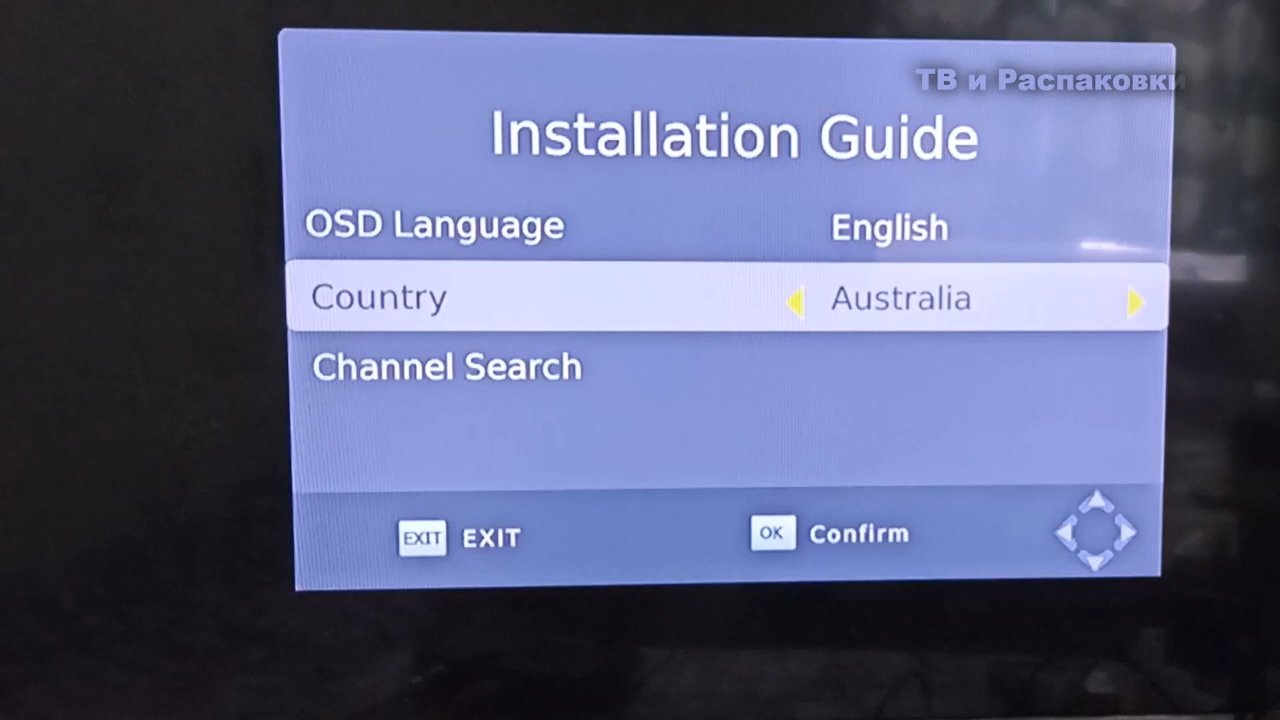 ТВ и Распаковки
Installation Guide
OSD Language English
Country Australia
Channel Search
EXIT EXIT OK Confirm